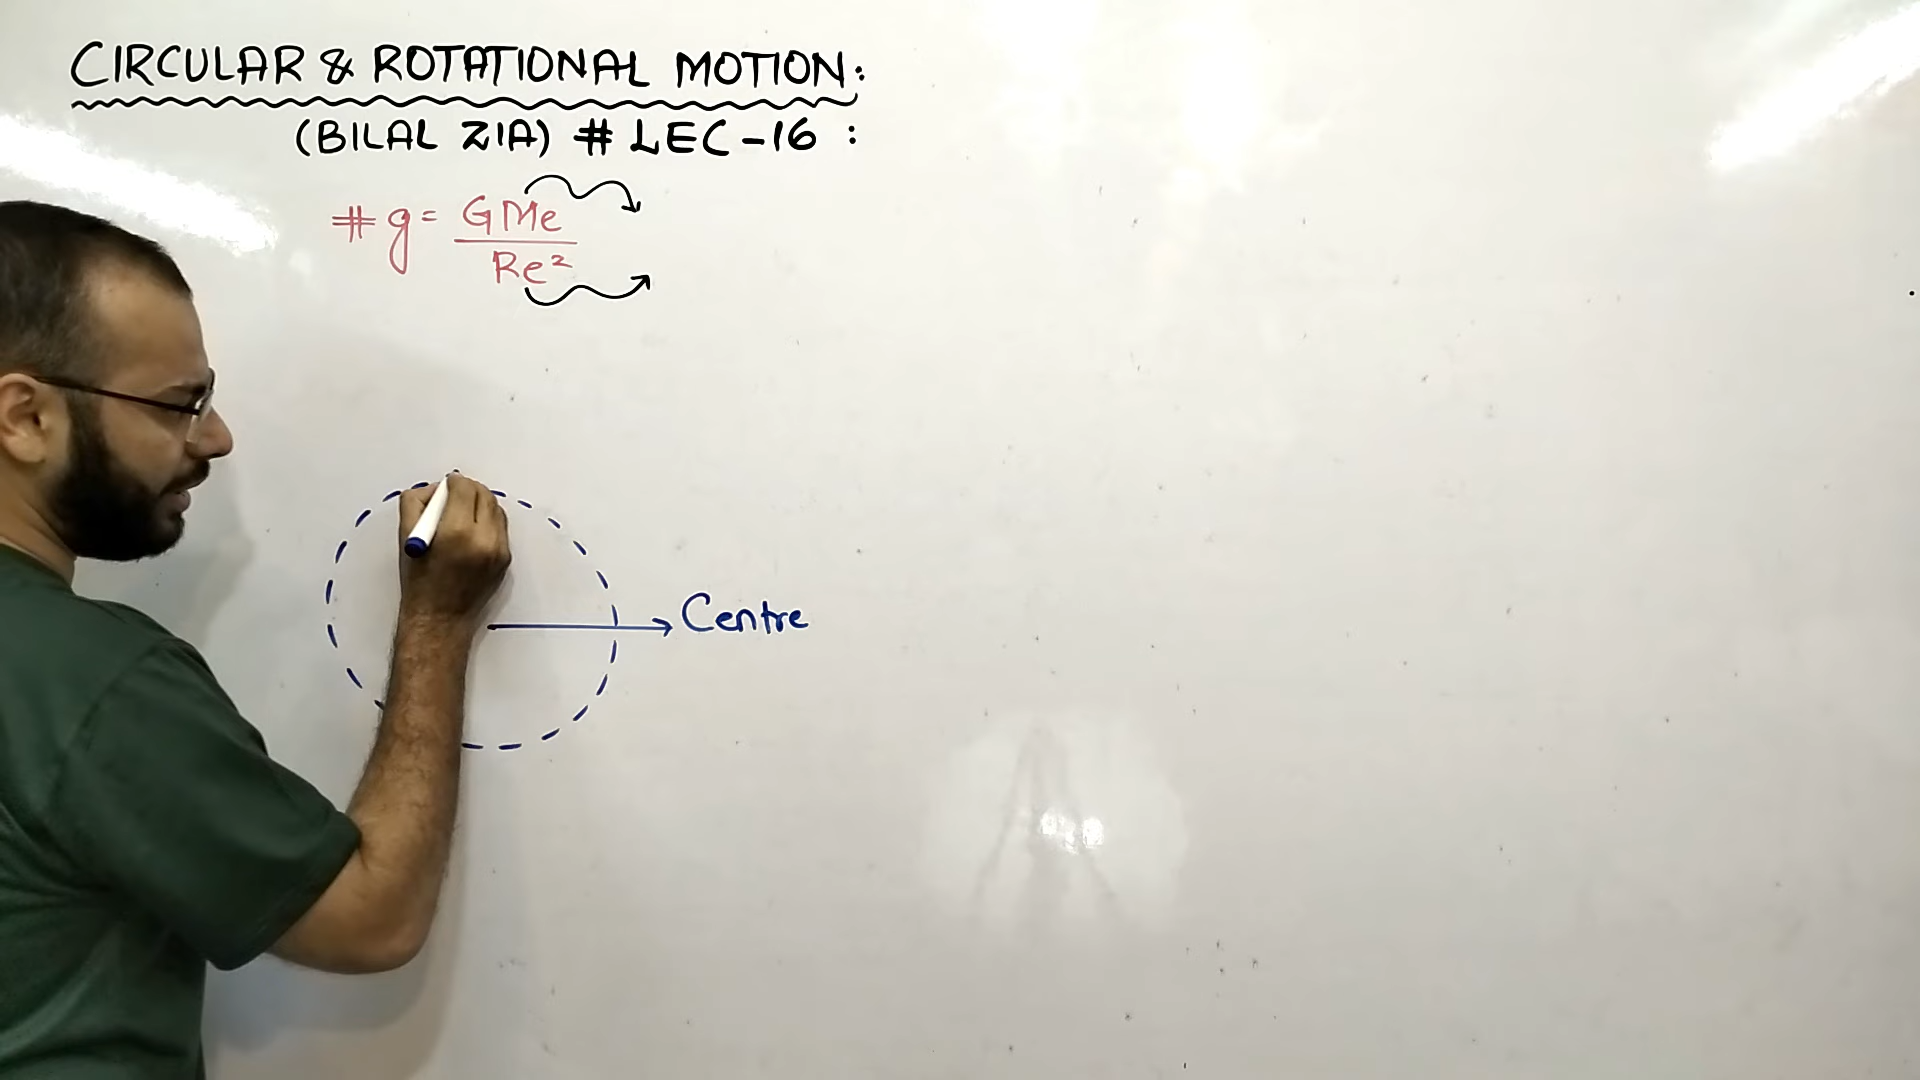 CIRCULAR & ROTATIONAL MOTION:
(BILAL ZIA) # LEC-16 :
# g = GMe
Re²
Centre